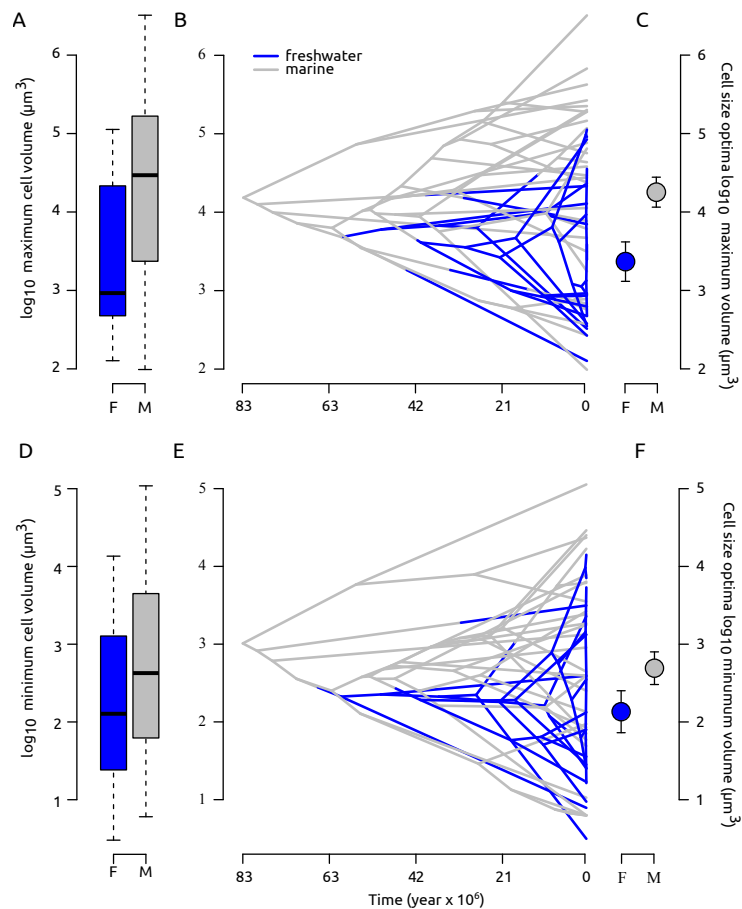 A
B
C
log10 maximum cell volume (µm³)
6
5
4
3
2
F
M
6
5
4
3
2
freshwater
marine
83
63
42
21
0
6
5
4
3
2
Cell size optima log10 maximum volume (µm³)
F
M
D
E
F
log10 minimum cell volume (µm³)
5
4
3
2
1
F
M
5
4
3
2
1
83
63
42
21
0
Time (year x 10⁶)
5
4
3
2
1
Cell size optima log10 minumum volume (µm³)
F
M